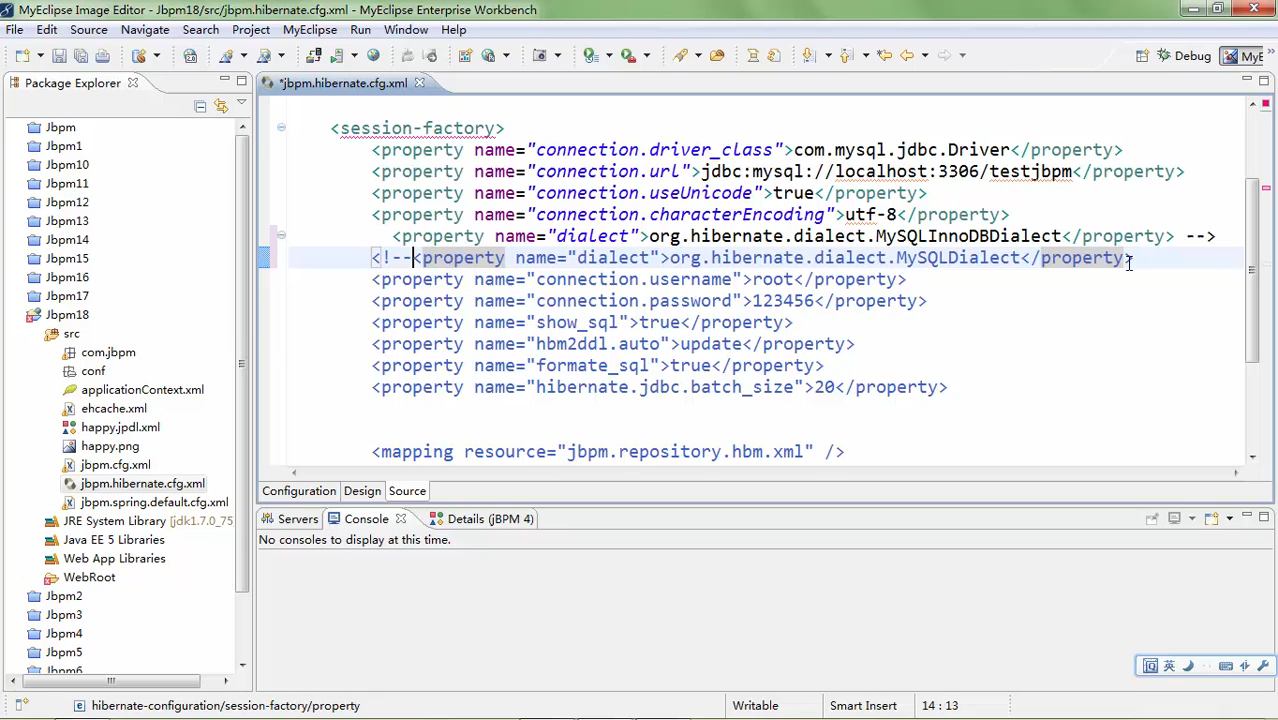 MyEclipse Image Editor - Jbpm18/src/jbpm.hibernate.cfg.xml - MyEclipse Enterprise Workbench
File Edit Source Navigate Search Project MyEclipse Run Window Help
Debug MyE
Package Explorer
*jbpm.hibernate.cfg.xml
Jbpm
Jbpm1
Jbpm10
Jbpm11
Jbpm12
Jbpm13
Jbpm14
Jbpm15
Jbpm16
Jbpm17
Jbpm18
src
com.jbpm
conf
applicationContext.xml
ehcache.xml
happy.jpdl.xml
happy.png
jbpm.cfg.xml
jbpm.hibernate.cfg.xml
jbpm.spring.default.cfg.xml
JRE System Library [jdk1.7.0_75]
Java EE 5 Libraries
Web App Libraries
WebRoot
Jbpm2
Jbpm3
Jbpm4
Jbpm5
Jbpm6
<session-factory>
<property name="connection.driver_class">com.mysql.jdbc.Driver</property>
<property name="connection.url">jdbc:mysql://localhost:3306/testjbpm</property>
<property name="connection.useUnicode">true</property>
<property name="connection.characterEncoding">utf-8</property>
<property name="dialect">org.hibernate.dialect.MySQLInnoDBDialect</property> -->
<!--<property name="dialect">org.hibernate.dialect.MySQLDialect</property>
<property name="connection.username">root</property>
<property name="connection.password">123456</property>
<property name="show_sql">true</property>
<property name="hbm2ddl.auto">update</property>
<property name="formate_sql">true</property>
<property name="hibernate.jdbc.batch_size">20</property>
<mapping resource="jbpm.repository.hbm.xml" />
Configuration Design Source
Servers Console Details (jBPM 4)
No consoles to display at this time.
英
hibernate-configuration/session-factory/property Writable Smart Insert 14 : 13